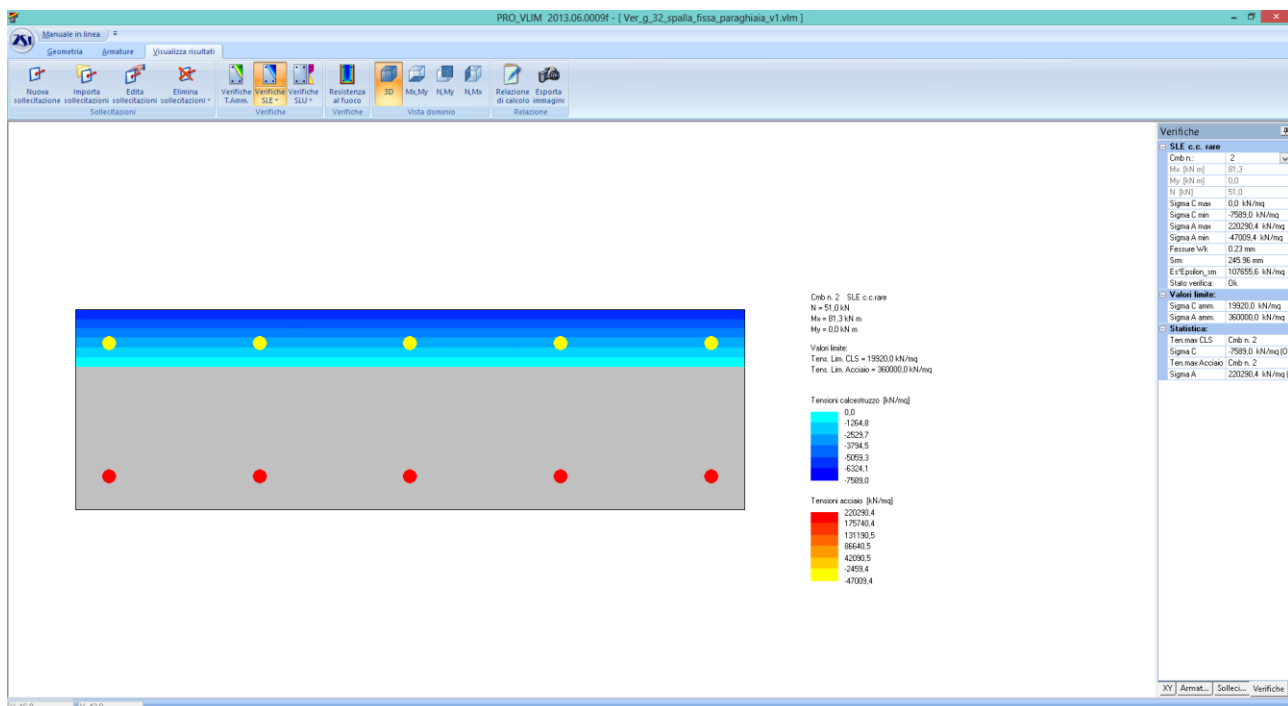 PRO_VLIM 2013.06.0009f - [ Ver_g_32_spalla_fissa_paraghiaia_v1.vlm ]
2SI
Manuale in linea
Geometria Armature Visualizza risultati
Nuova sollecitazione
Importa sollecitazioni
Edita sollecitazioni
Elimina sollecitazioni
Verifiche T.Amm.
Verifiche SLE
Verifiche SLU
Resistenza al fuoco
3D
Mx,My
N,My
N,Mx
Relazione di calcolo
Esporta immagini
Sollecitazioni Verifiche Verifiche Vista dominio Relazione
Cmb n. 2 SLE c.c.rare
N = 51,0 kN
Mx = 81,3 kN m
My = 0,0 kN m
Valori limite:
Tens. Lim. CLS = 19920,0 kN/mq
Tens. Lim. Acciaio = 360000,0 kN/mq
Tensioni calcestruzzo [kN/mq]
0,0
-1264,8
-2529,7
-3794,5
-5059,3
-6324,1
-7589,0
Tensioni acciaio [kN/mq]
220290,4
175740,4
131190,5
86640,5
42090,5
-2459,4
-47009,4
Verifiche
SLE c.c. rare
Cmb n.: 2
Mx [kN m] 81,3
My [kN m] 0,0
N [kN] 51,0
Sigma C max 0,0 kN/mq
Sigma C min -7589,0 kN/mq
Sigma A max 220290,4 kN/mq
Sigma A min -47009,4 kN/mq
Fessure Wk 0.23 mm
Srm 245.96 mm
Es*Epsilon_sm 107655,6 kN/mq
Stato verifica: Ok
Valori limite:
Sigma C amm. 19920,0 kN/mq
Sigma A amm. 360000,0 kN/mq
Statistica:
Ten.max CLS Cmb n. 2
Sigma C -7589,0 kN/mq (O
Ten.max Acciaio Cmb n. 2
Sigma A 220290,4 kN/mq (
XY Armat... Solleci... Verifiche